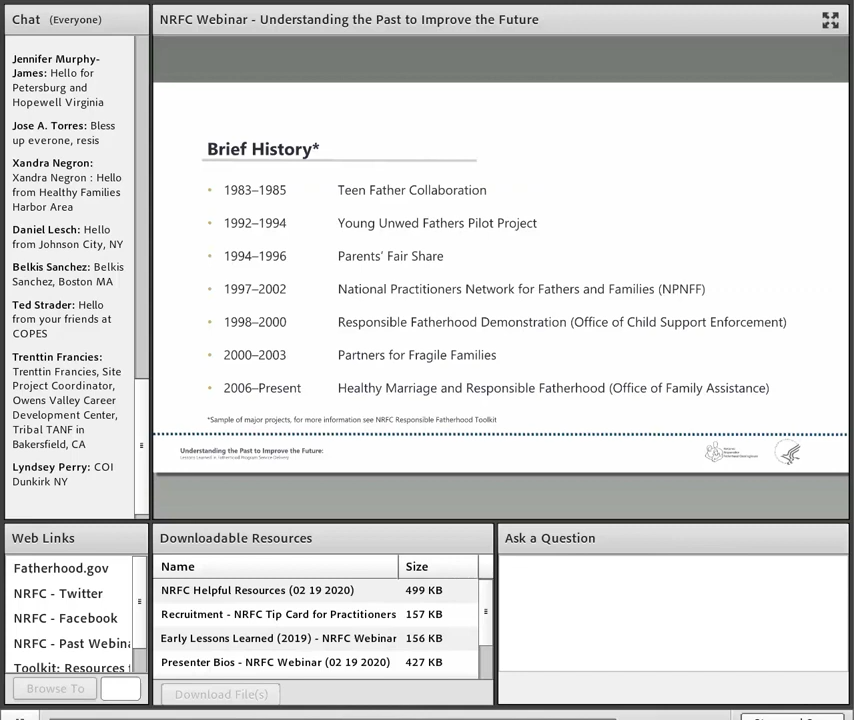 Chat (Everyone)
Jennifer Murphy-
James: Hello for
Petersburg and
Hopewell Virginia
Jose A. Torres: Bless
up everone, resis
Xandra Negron:
Xandra Negron : Hello
from Healthy Families
Harbor Area
Daniel Lesch: Hello
from Johnson City, NY
Belkis Sanchez: Belkis
Sanchez, Boston MA
Ted Strader: Hello
from your friends at
COPES
Trenttin Francies:
Trenttin Francies, Site
Project Coordinator,
Owens Valley Career
Development Center,
Tribal TANF in
Bakersfield, CA
Lyndsey Perry: COI
Dunkirk NY
NRFC Webinar - Understanding the Past to Improve the Future
Brief History*
• 1983–1985 Teen Father Collaboration
• 1992–1994 Young Unwed Fathers Pilot Project
• 1994–1996 Parents' Fair Share
• 1997–2002 National Practitioners Network for Fathers and Families (NPNFF)
• 1998–2000 Responsible Fatherhood Demonstration (Office of Child Support Enforcement)
• 2000–2003 Partners for Fragile Families
• 2006–Present Healthy Marriage and Responsible Fatherhood (Office of Family Assistance)
*Sample of major projects, for more information see NRFC Responsible Fatherhood Toolkit
Understanding the Past to Improve the Future:
Lessons Learned in Fatherhood Program Service Delivery
Web Links
Fatherhood.gov
NRFC - Twitter
NRFC - Facebook
NRFC - Past Webina
Toolkit: Resources
Browse To
Downloadable Resources
Name Size
NRFC Helpful Resources (02 19 2020) 499 KB
Recruitment - NRFC Tip Card for Practitioners 157 KB
Early Lessons Learned (2019) - NRFC Webinar 156 KB
Presenter Bios - NRFC Webinar (02 19 2020) 427 KB
Download File(s)
Ask a Question